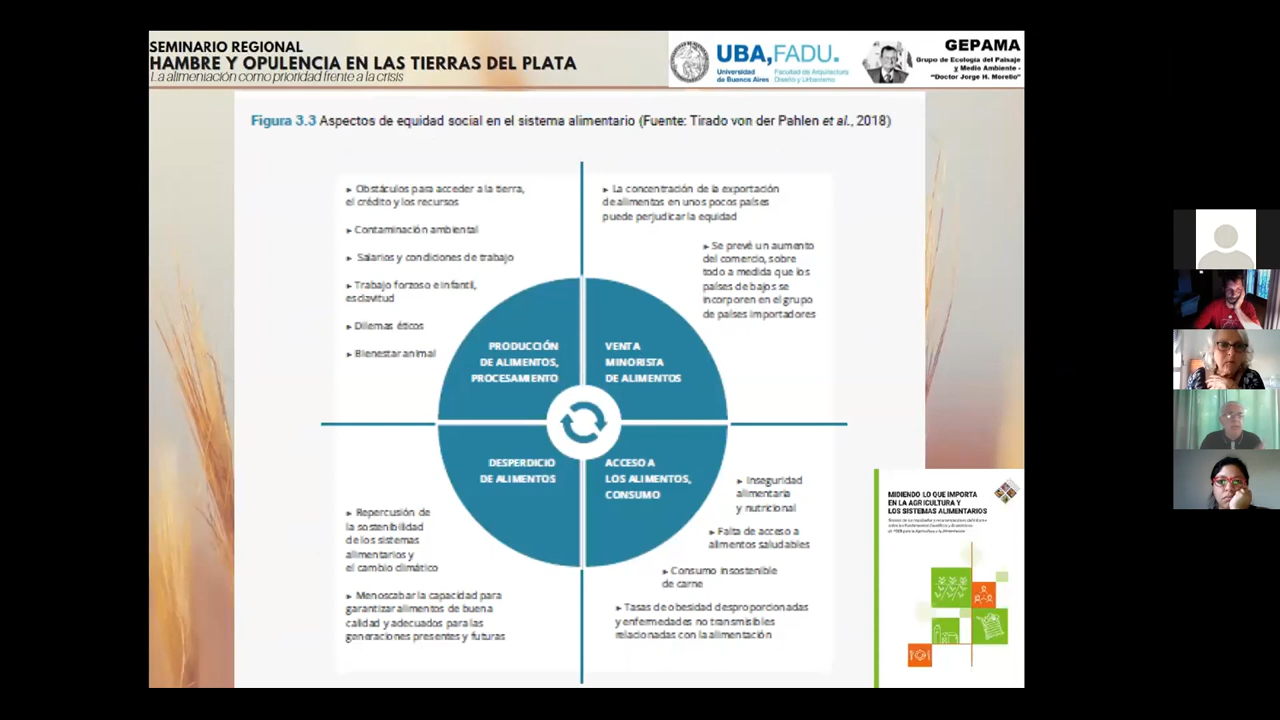 SEMINARIO REGIONAL
HAMBRE Y OPULENCIA EN LAS TIERRAS DEL PLATA
La alimentación como prioridad frente a la crisis
UBA, FADU.
Universidad de Buenos Aires
Facultad de Arquitectura Diseño y Urbanismo
GEPAMA
Grupo de Ecología del Paisaje
y Medio Ambiente -
"Doctor Jorge H. Morello"
Figura 3.3 Aspectos de equidad social en el sistema alimentario (Fuente: Tirado von der Pahlen et al., 2018)
► Obstáculos para acceder a la tierra,
el crédito y los recursos
► Contaminación ambiental
► Salarios y condiciones de trabajo
► Trabajo forzoso e infantil,
esclavitud
► Dilemas éticos
► Bienestar animal
► La concentración de la exportación
de alimentos en unos pocos países
puede perjudicar la equidad
► Se prevé un aumento
del comercio, sobre
todo a medida que los
países de bajos se
incorporen en el grupo
de países importadores
PRODUCCIÓN
DE ALIMENTOS,
PROCESAMIENTO
VENTA
MINORISTA
DE ALIMENTOS
DESPERDICIO
DE ALIMENTOS
ACCESO A
LOS ALIMENTOS,
CONSUMO
► Repercusión de
la sostenibilidad
de los sistemas
alimentarios y
el cambio climático
► Menoscabar la capacidad para
garantizar alimentos de buena
calidad y adecuados para las
generaciones presentes y futuras
► Inseguridad
alimentaria
y nutricional
► Falta de acceso a
alimentos saludables
► Consumo insostenible
de carne
► Tasas de obesidad desproporcionadas
y enfermedades no transmisibles
relacionadas con la alimentación
MIDIENDO LO QUE IMPORTA
EN LA AGRICULTURA Y
LOS SISTEMAS ALIMENTARIOS